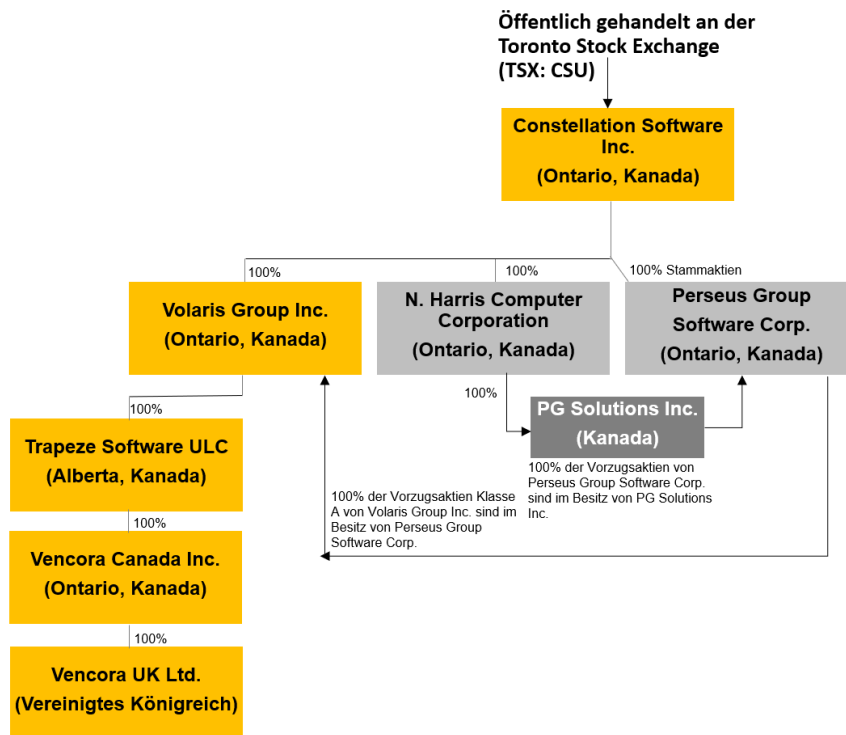 Öffentlich gehandelt an der
Toronto Stock Exchange
(TSX: CSU)
Constellation Software
Inc.
(Ontario, Kanada)
100%
100%
100% Stammaktien
Volaris Group Inc.
(Ontario, Kanada)
N. Harris Computer
Corporation
(Ontario, Kanada)
Perseus Group
Software Corp.
(Ontario, Kanada)
100%
100%
PG Solutions Inc.
(Kanada)
Trapeze Software ULC
(Alberta, Kanada)
100% der Vorzugsaktien von
Perseus Group Software Corp.
sind im Besitz von PG Solutions
Inc.
100% der Vorzugsaktien Klasse
A von Volaris Group Inc. sind im
Besitz von Perseus Group
Software Corp.
100%
Vencora Canada Inc.
(Ontario, Kanada)
100%
Vencora UK Ltd.
(Vereinigtes Königreich)